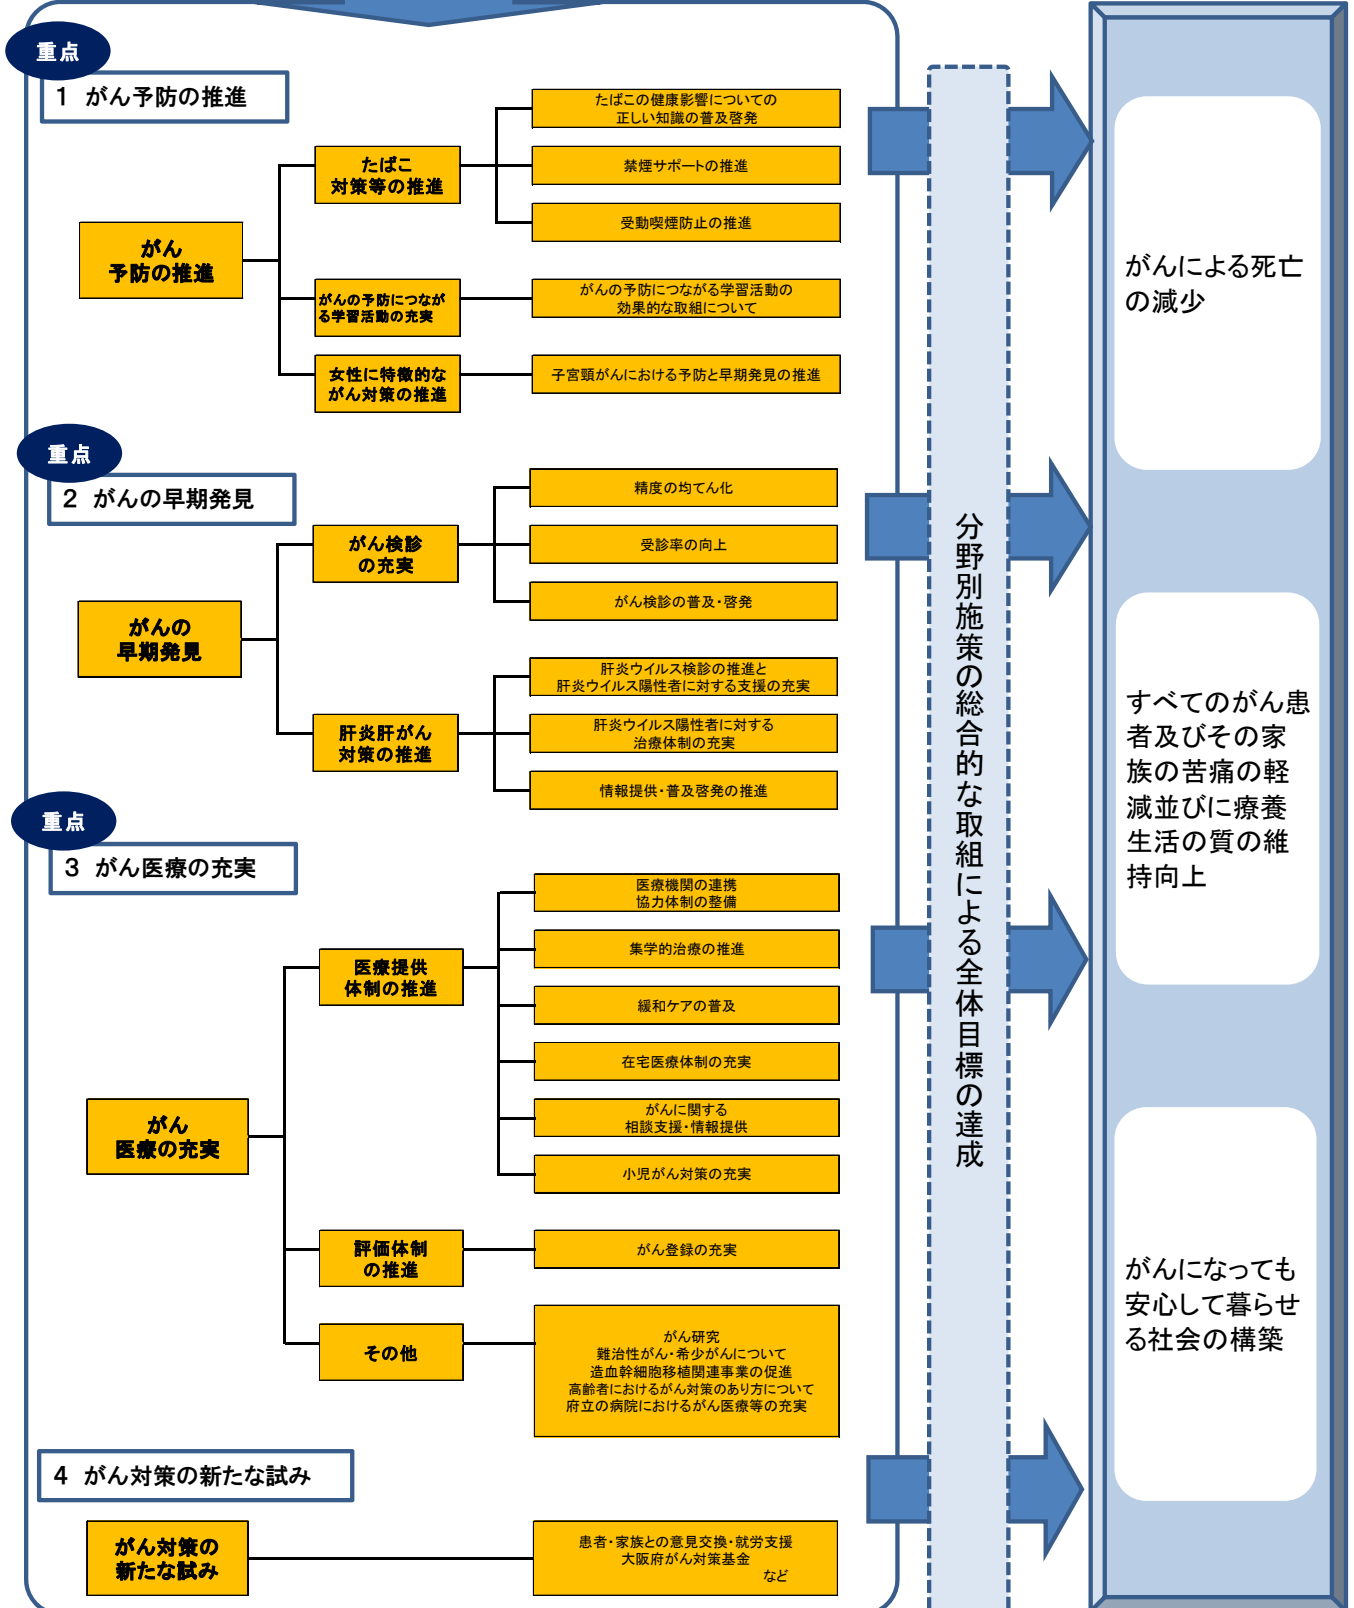 重点
1 がん予防の推進
がん
予防の推進
たばこ
対策等の推進
たばこの健康影響についての
正しい知識の普及啓発
禁煙サポートの推進
受動喫煙防止の推進
がんの予防につなが
る学習活動の充実
がんの予防につながる学習活動の
効果的な取組について
女性に特徴的な
がん対策の推進
子宮頸がんにおける予防と早期発見の推進
重点
2 がんの早期発見
がんの
早期発見
がん検診
の充実
精度の均てん化
受診率の向上
がん検診の普及・啓発
肝炎肝がん
対策の推進
肝炎ウイルス検診の推進と
肝炎ウイルス陽性者に対する支援の充実
肝炎ウイルス陽性者に対する
治療体制の充実
情報提供・普及啓発の推進
重点
3 がん医療の充実
がん
医療の充実
医療提供
体制の推進
医療機関の連携
協力体制の整備
集学的治療の推進
緩和ケアの普及
在宅医療体制の充実
がんに関する
相談支援・情報提供
小児がん対策の充実
評価体制
の推進
がん登録の充実
その他
がん研究
難治性がん・希少がんについて
造血幹細胞移植関連事業の促進
高齢者におけるがん対策のあり方について
府立の病院におけるがん医療等の充実
4 がん対策の新たな試み
がん対策の
新たな試み
患者・家族との意見交換・就労支援
大阪府がん対策基金
など
分野別施策の総合的な取組による全体目標の達成
がんによる死亡
の減少
すべてのがん患
者及びその家
族の苦痛の軽
減並びに療養
生活の質の維
持向上
がんになっても
安心して暮らせ
る社会の構築